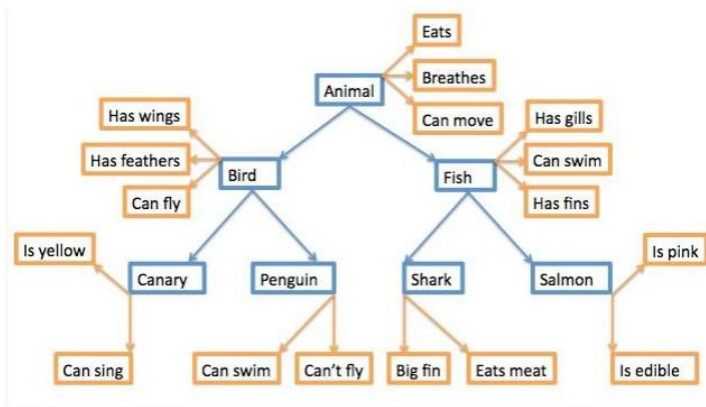 Eats
Breathes
Animal
Can move
Has wings
Has feathers
Can fly
Bird
Has gills
Can swim
Has fins
Fish
Is yellow
Canary
Can sing
Penguin
Can swim
Can't fly
Shark
Big fin
Eats meat
Salmon
Is pink
Is edible